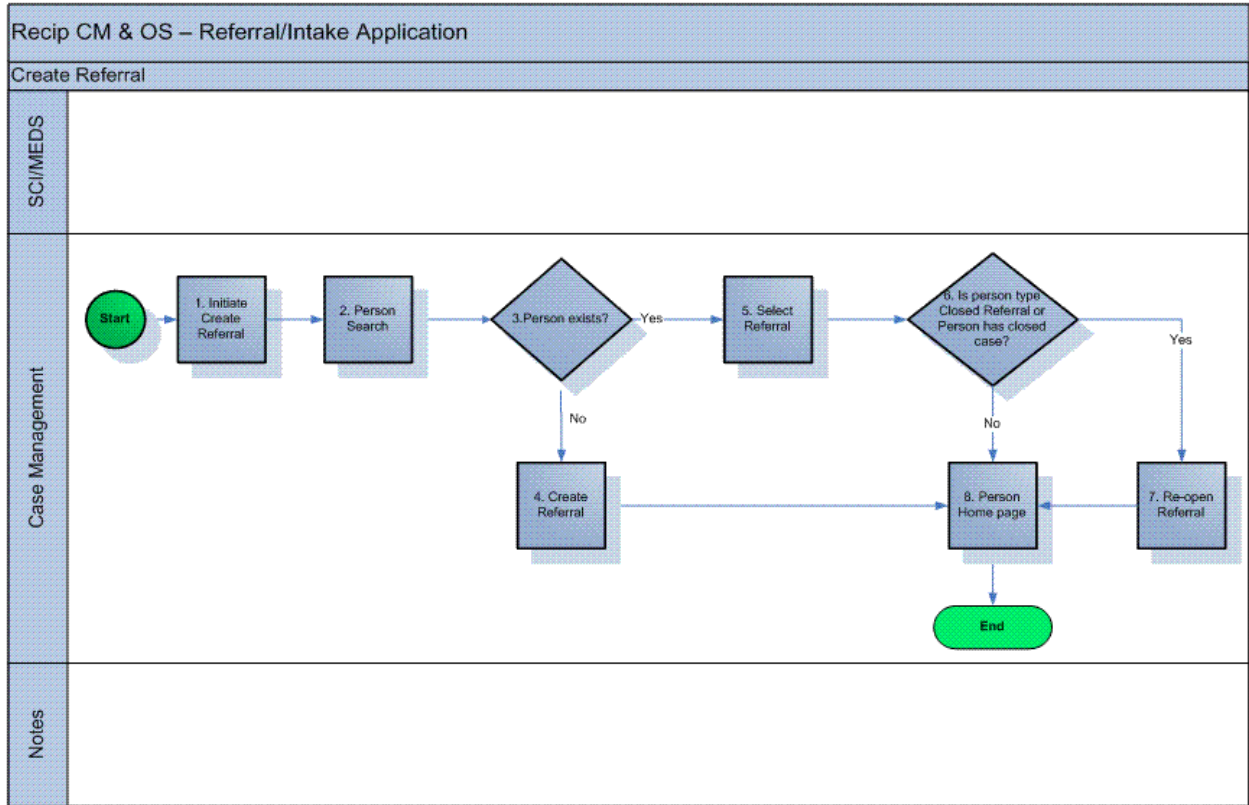 Recip CM & OS – Referral/Intake Application
Create Referral
SCI/MEDS
Case Management
Start
1. Initiate
Create
Referral
2. Person
Search
3.Person exists?
Yes
5. Select
Referral
6. Is person type
Closed Referral or
Person has closed
case?
Yes
No
No
4. Create
Referral
8. Person
Home page
7. Re-open
Referral
End
Notes